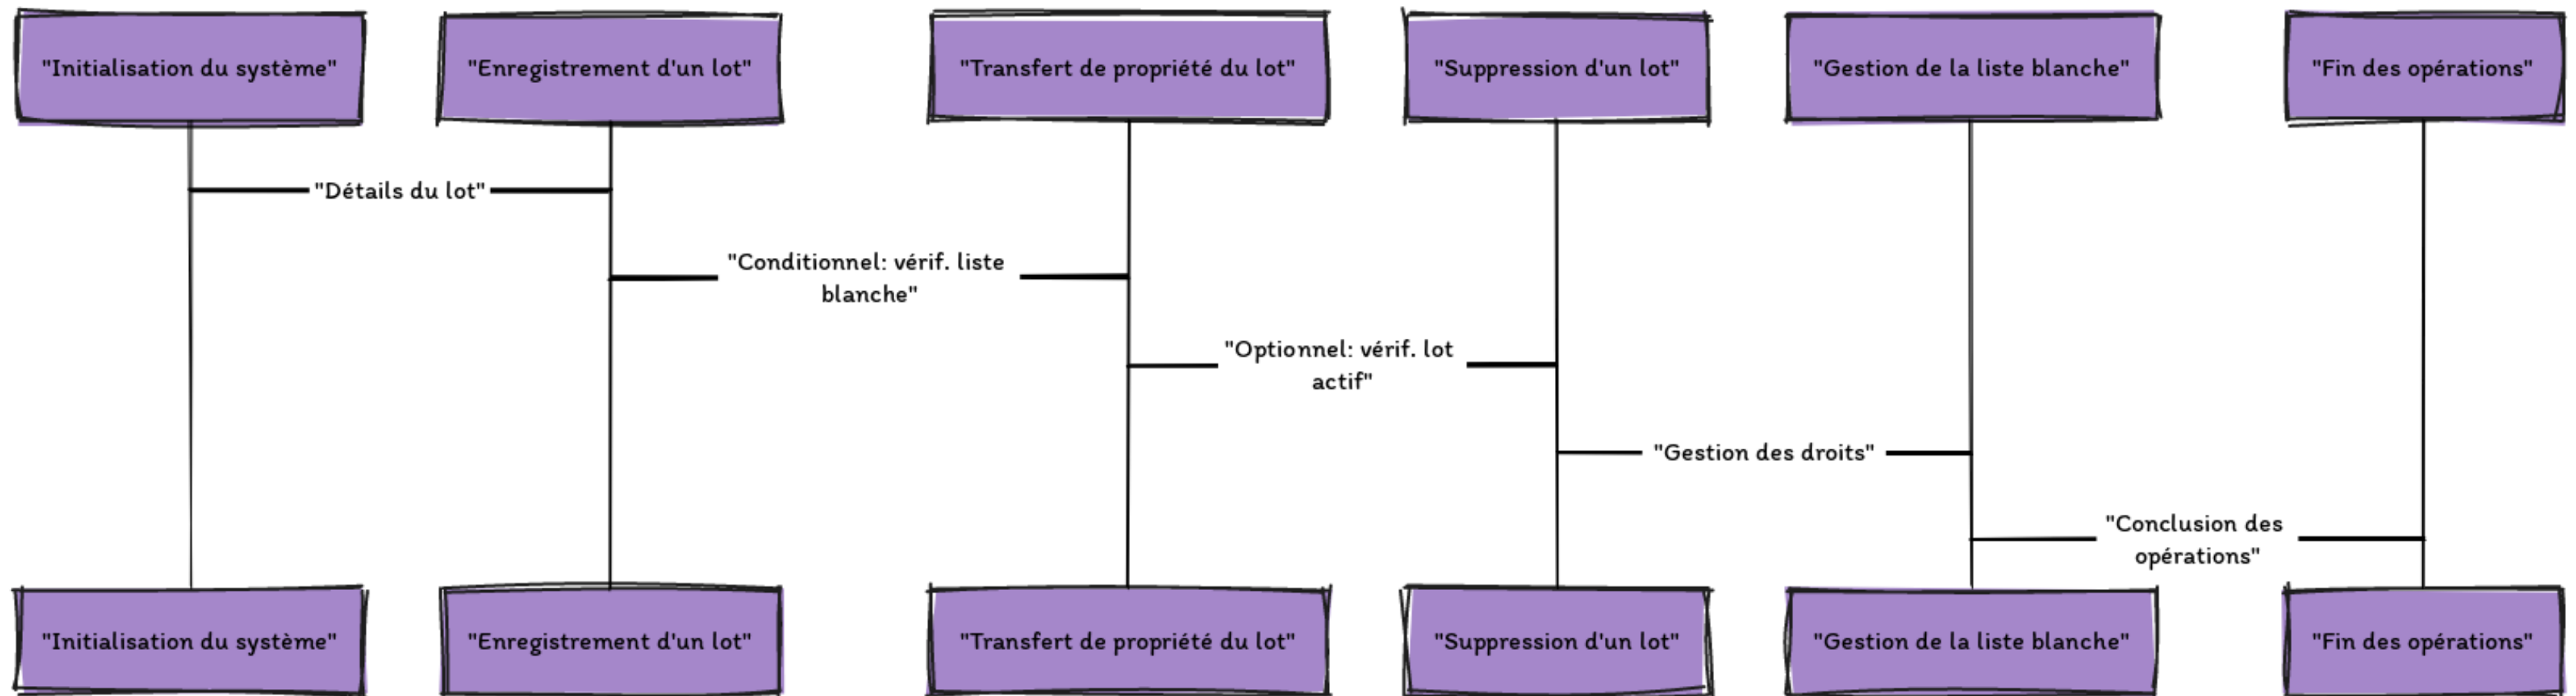 "Initialisation du système"
"Enregistrement d'un lot"
"Transfert de propriété du lot"
"Suppression d'un lot"
"Gestion de la liste blanche"
"Fin des opérations"
"Détails du lot"
"Conditionnel: vérif. liste
blanche"
"Optionnel: vérif. lot
actif"
"Gestion des droits"
"Conclusion des
opérations"
"Initialisation du système"
"Enregistrement d'un lot"
"Transfert de propriété du lot"
"Suppression d'un lot"
"Gestion de la liste blanche"
"Fin des opérations"